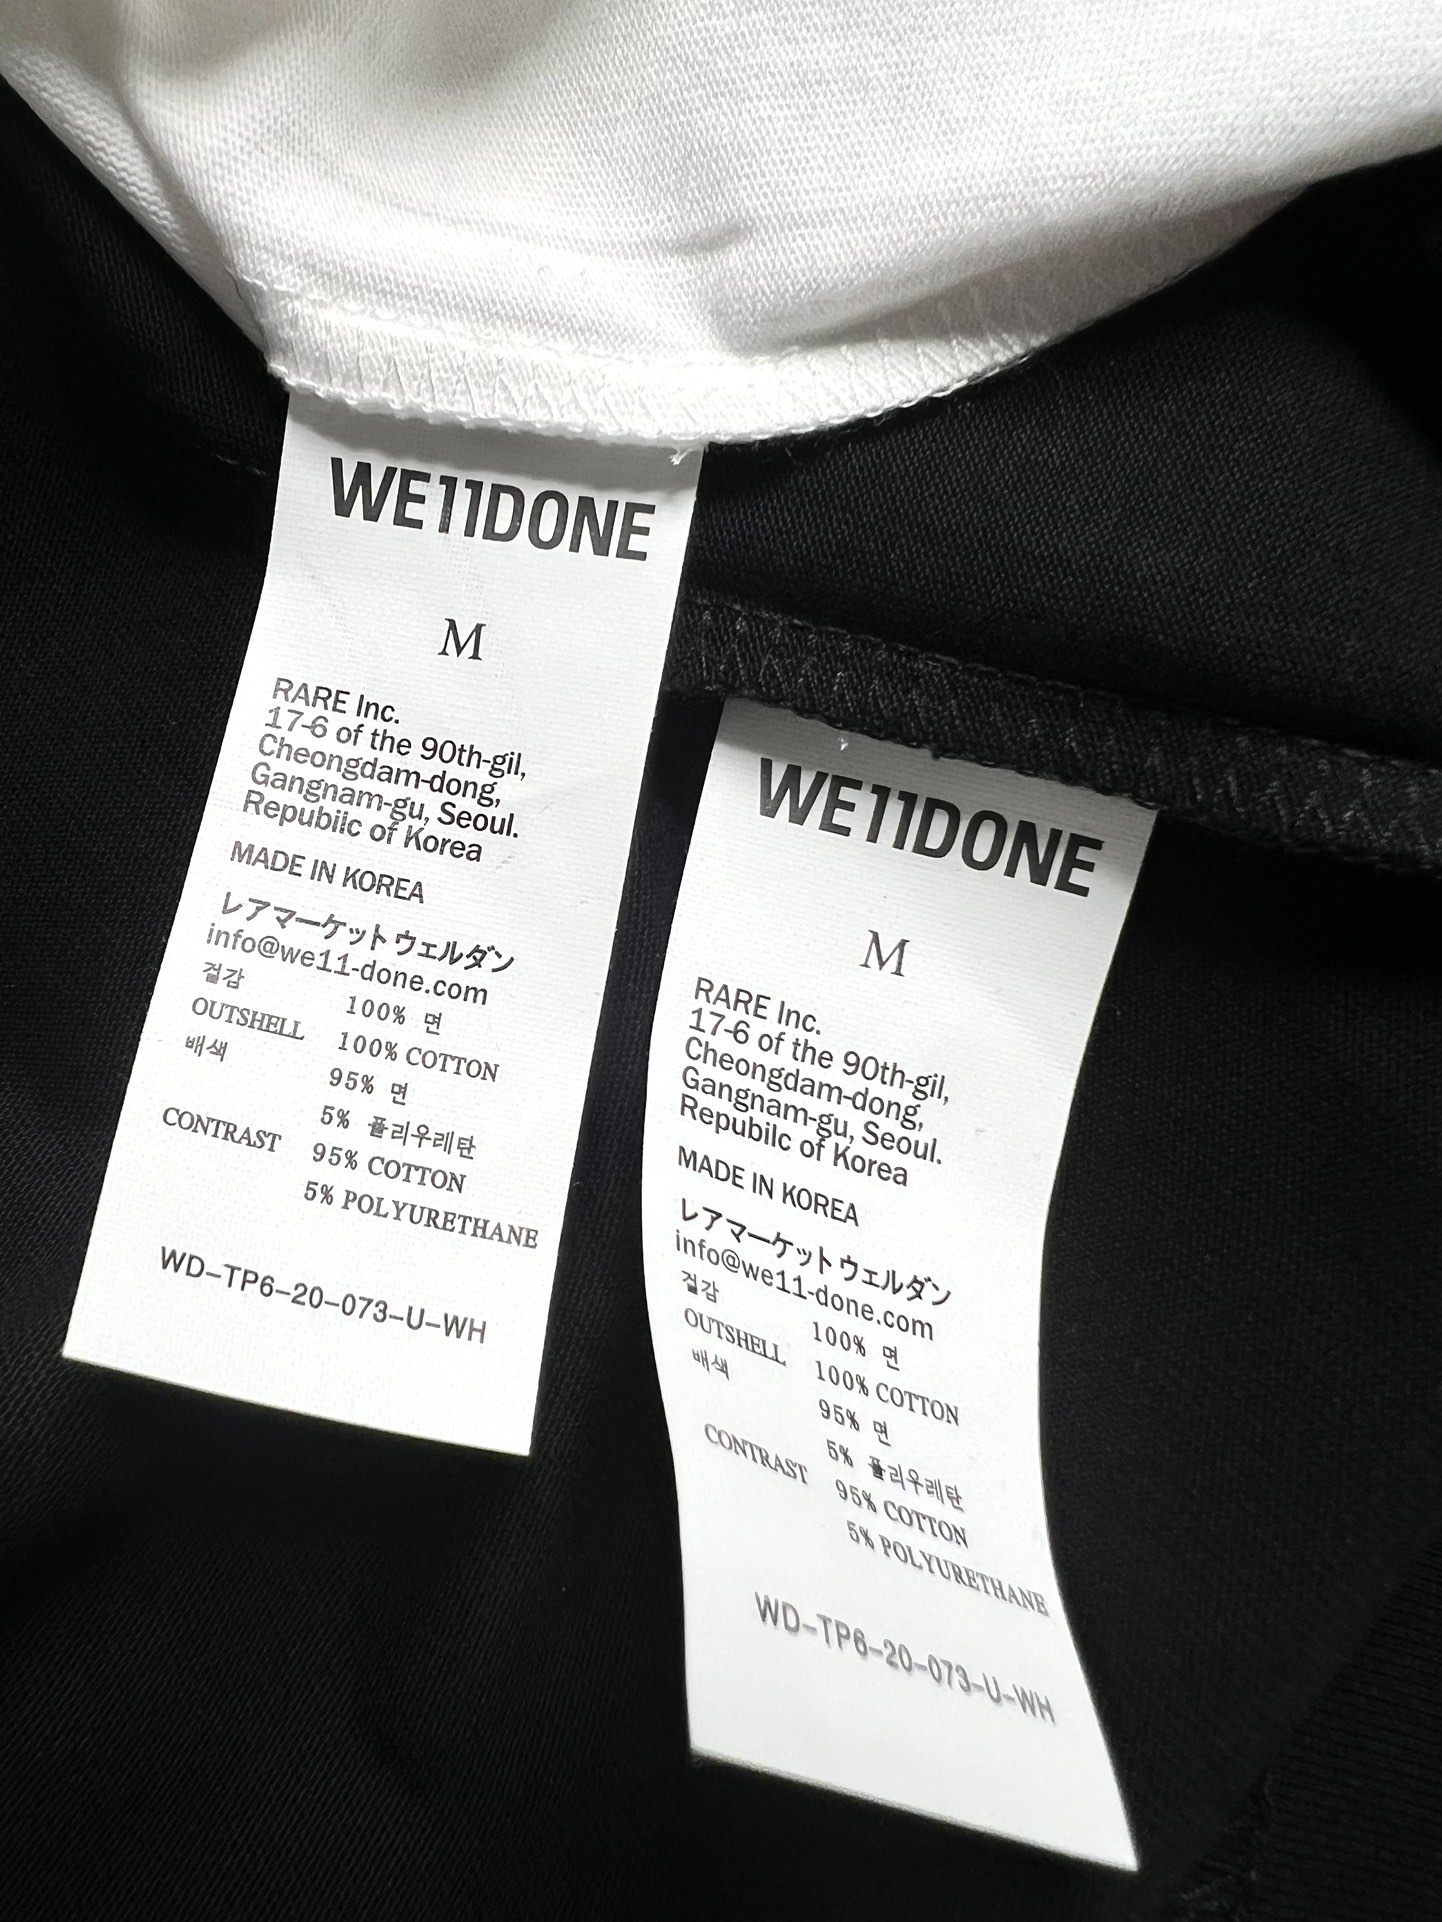 WE11DONE
M
RARE Inc.
17-6 of the 90th-gil,
Cheongdam-dong,
Gangnam-gu, Seoul.
Repubilc of Korea
MADE IN KOREA
レアマーケット ウェルダン
info@we11-done.com
겉감 100% 면
OUTSHELL 100% COTTON
배색 95% 면
5% 폴리우레탄
CONTRAST 95% COTTON
5% POLYURETHANE
WD-TP6-20-073-U-WH
WE11DONE
M
RARE Inc.
17-6 of the 90th-gil,
Cheongdam-dong,
Gangnam-gu, Seoul.
Repubilc of Korea
MADE IN KOREA
レアマーケット ウェルダン
info@we11-done.com
겉감 100% 면
OUTSHELL 100% COTTON
배색 95% 면
5% 폴리우레탄
CONTRAST 95% COTTON
5% POLYURETHANE
WD-TP6-20-073-U-WH